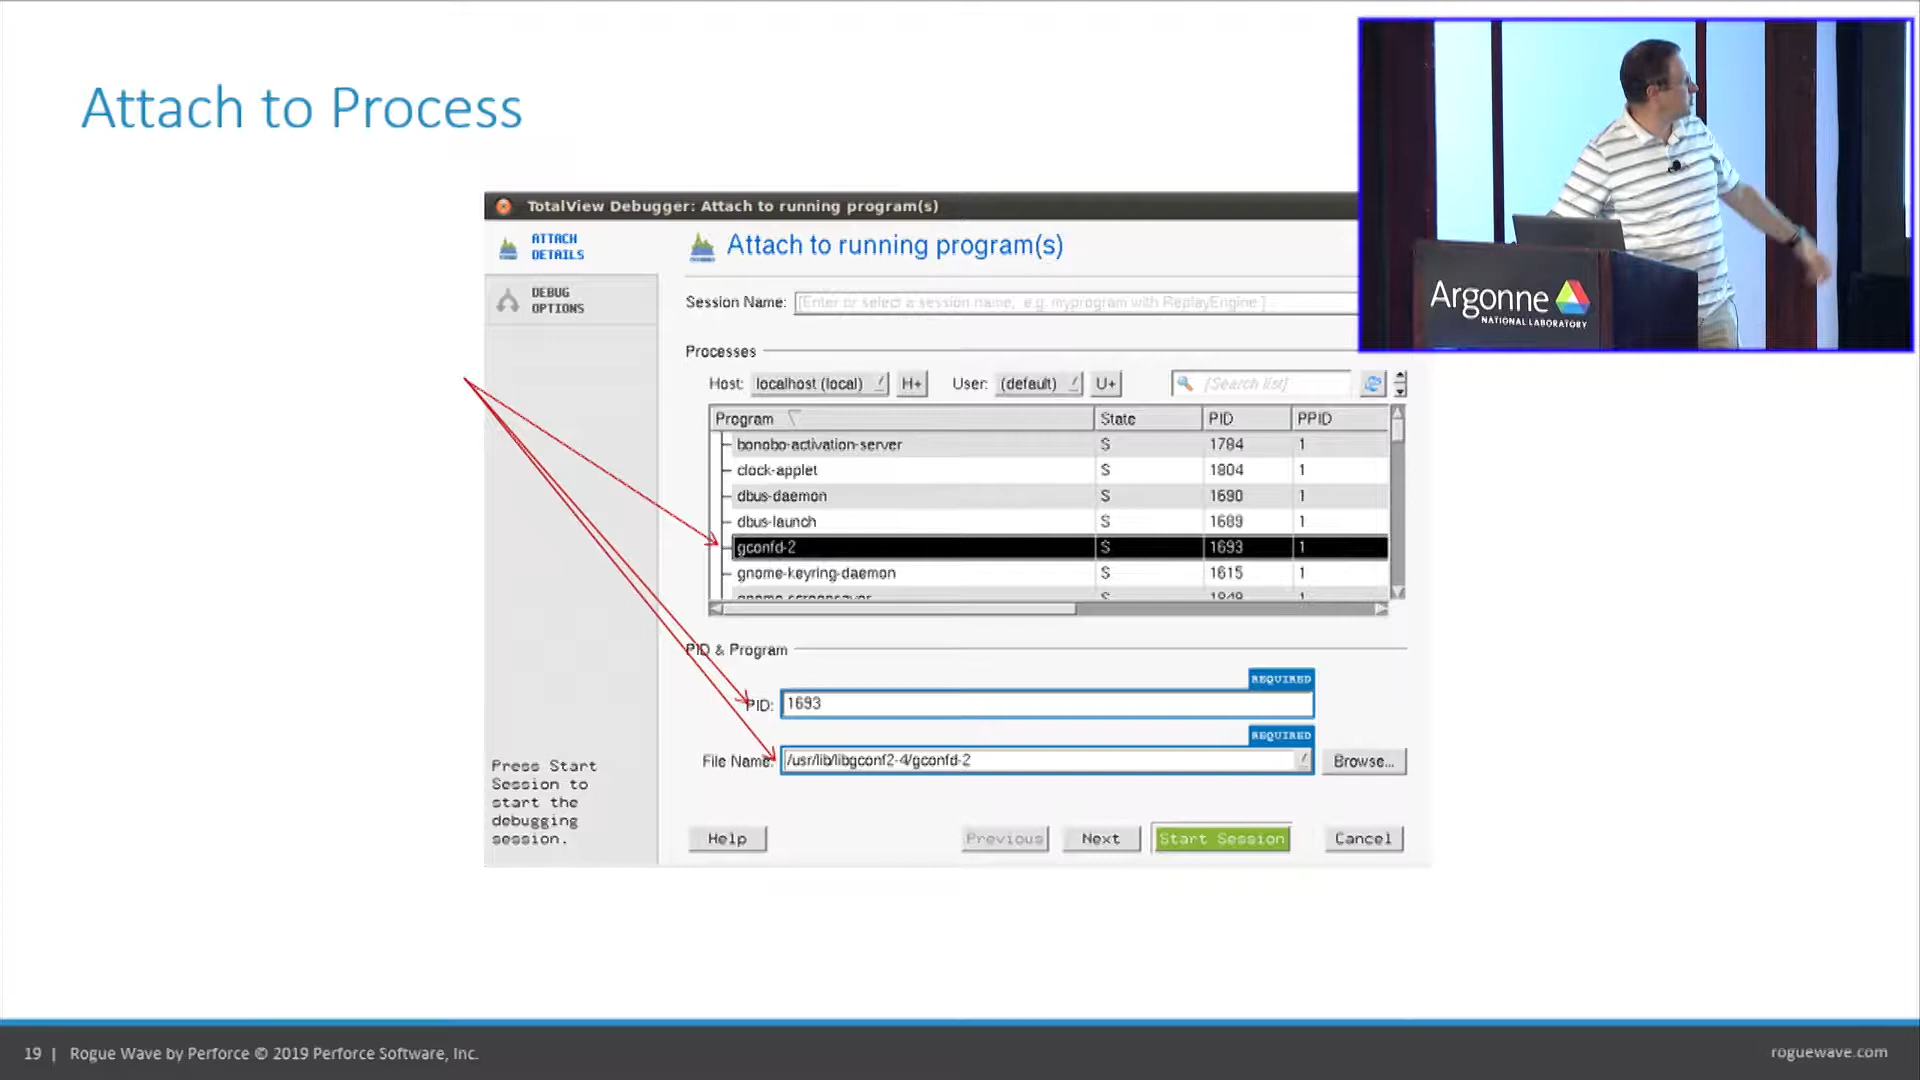 Attach to Process
TotalView Debugger: Attach to running program(s)
ATTACH
DETAILS
Attach to running program(s)
DEBUG
OPTIONS
Session Name: [Enter or select a session name, e.g. myprogram with ReplayEngine ]
Processes
Host: localhost (local) H+ User: (default) U+ [Search list]
Program State PID PPID
bonobo-activation-server S 1784 1
clock-applet S 1804 1
dbus-daemon S 1690 1
dbus-launch S 1689 1
gconfd-2 S 1693 1
gnome-keyring-daemon S 1615 1
PID & Program
REQUIRED
PID: 1693
REQUIRED
File Name: /usr/lib/libgconf2-4/gconfd-2 Browse...
Press Start
Session to
start the
debugging
session.
Help Previous Next Start Session Cancel
Argonne
NATIONAL LABORATORY
19 | Rogue Wave by Perforce © 2019 Perforce Software, Inc.
roguewave.com